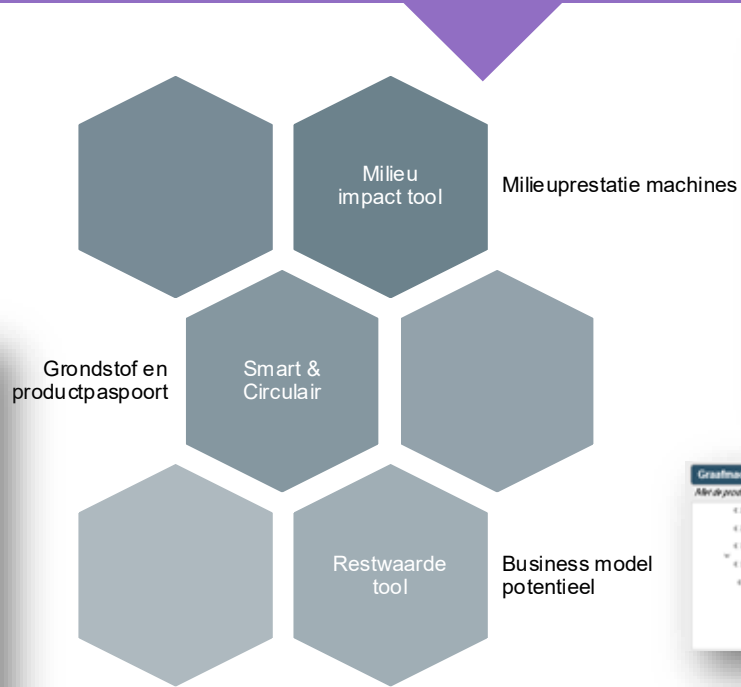 Milieu
impact tool
Milieuprestatie machines
Grondstof en
productpaspoort
Smart &
Circulair
Restwaarde
tool
Business model
potentieel